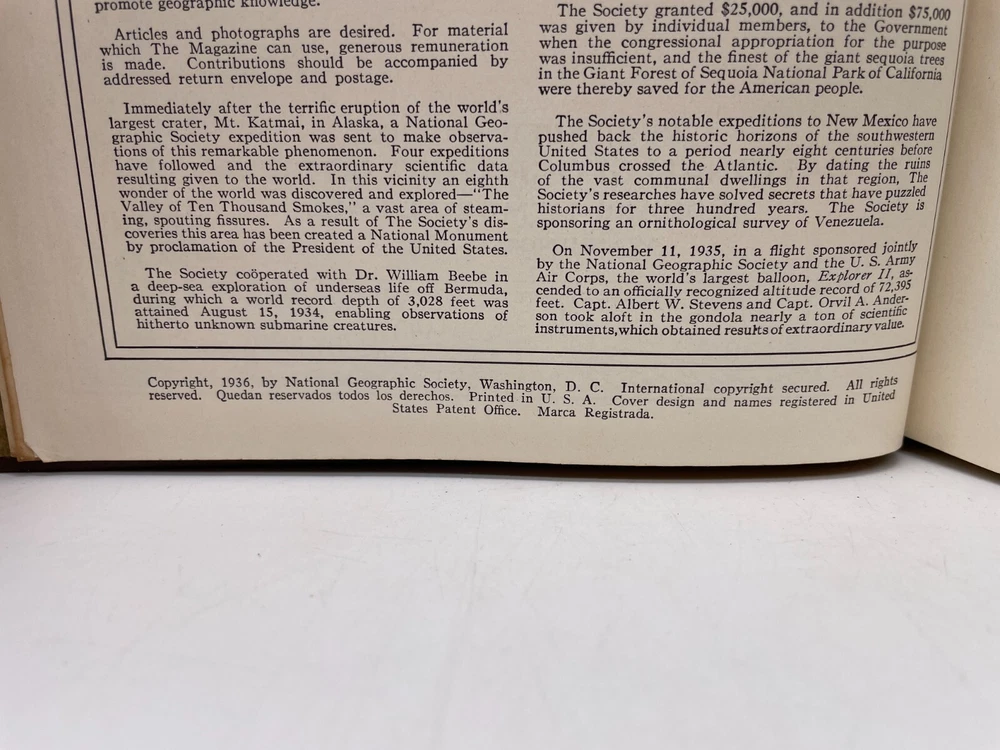 promote geographic knowledge.
Articles and photographs are desired. For material
which The Magazine can use, generous remuneration
is made. Contributions should be accompanied by
addressed return envelope and postage.
Immediately after the terrific eruption of the world's
largest crater, Mt. Katmai, in Alaska, a National Geo-
graphic Society expedition was sent to make observa-
tions of this remarkable phenomenon. Four expeditions
have followed and the extraordinary scientific data
resulting given to the world. In this vicinity an eighth
wonder of the world was discovered and explored—"The
Valley of Ten Thousand Smokes," a vast area of steam-
ing, spouting fissures. As a result of The Society's dis-
coveries this area has been created a National Monument
by proclamation of the President of the United States.
The Society coöperated with Dr. William Beebe in
a deep-sea exploration of underseas life off Bermuda,
during which a world record depth of 3,028 feet was
attained August 15, 1934, enabling observations of
hitherto unknown submarine creatures.
The Society granted $25,000, and in addition $75,000
was given by individual members, to the Government
when the congressional appropriation for the purpose
was insufficient, and the finest of the giant sequoia trees
in the Giant Forest of Sequoia National Park of California
were thereby saved for the American people.
The Society's notable expeditions to New Mexico have
pushed back the historic horizons of the southwestern
United States to a period nearly eight centuries before
Columbus crossed the Atlantic. By dating the ruins
of the vast communal dwellings in that region, The
Society's researches have solved secrets that have puzzled
historians for three hundred years. The Society is
sponsoring an ornithological survey of Venezuela.
On November 11, 1935, in a flight sponsored jointly
by the National Geographic Society and the U. S. Army
Air Corps, the world's largest balloon, Explorer II, as-
cended to an officially recognized altitude record of 72,395
feet. Capt. Albert W. Stevens and Capt. Orvil A. Ander-
son took aloft in the gondola nearly a ton of scientific
instruments, which obtained results of extraordinary value.
Copyright, 1936, by National Geographic Society, Washington, D. C. International copyright secured. All rights
reserved. Quedan reservados todos los derechos. Printed in U. S. A. Cover design and names registered in United
States Patent Office. Marca Registrada.